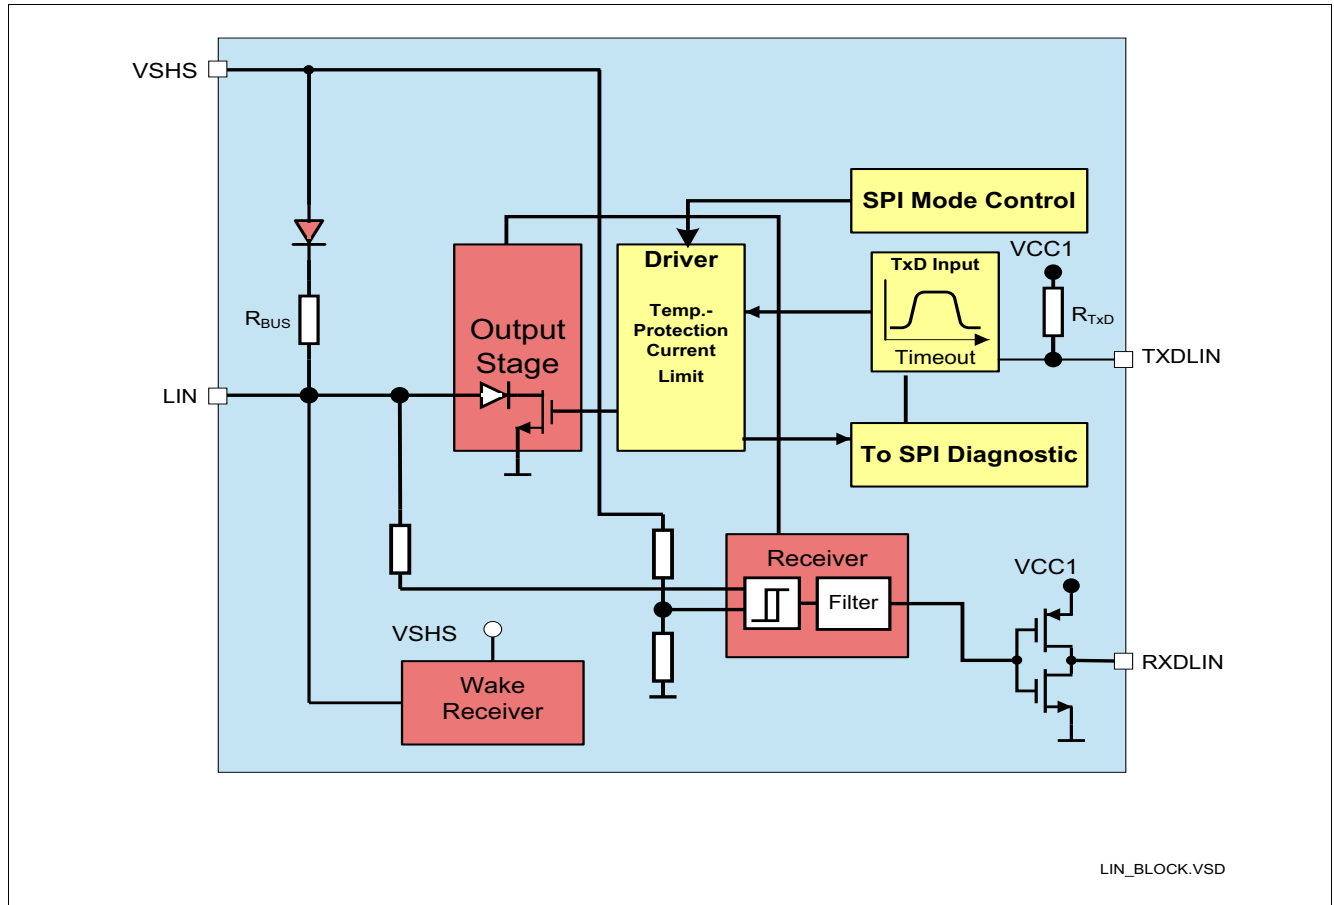 VSHS
SPI Mode Control
VCC1
Driver
TxD Input
Temp.-
Protection
Current
Limit
RBUS
Output
Stage
RTxD
Timeout
TXDLIN
LIN
To SPI Diagnostic
Receiver
VCC1
Filter
VSHS
RXDLIN
Wake
Receiver
LIN_BLOCK.VSD